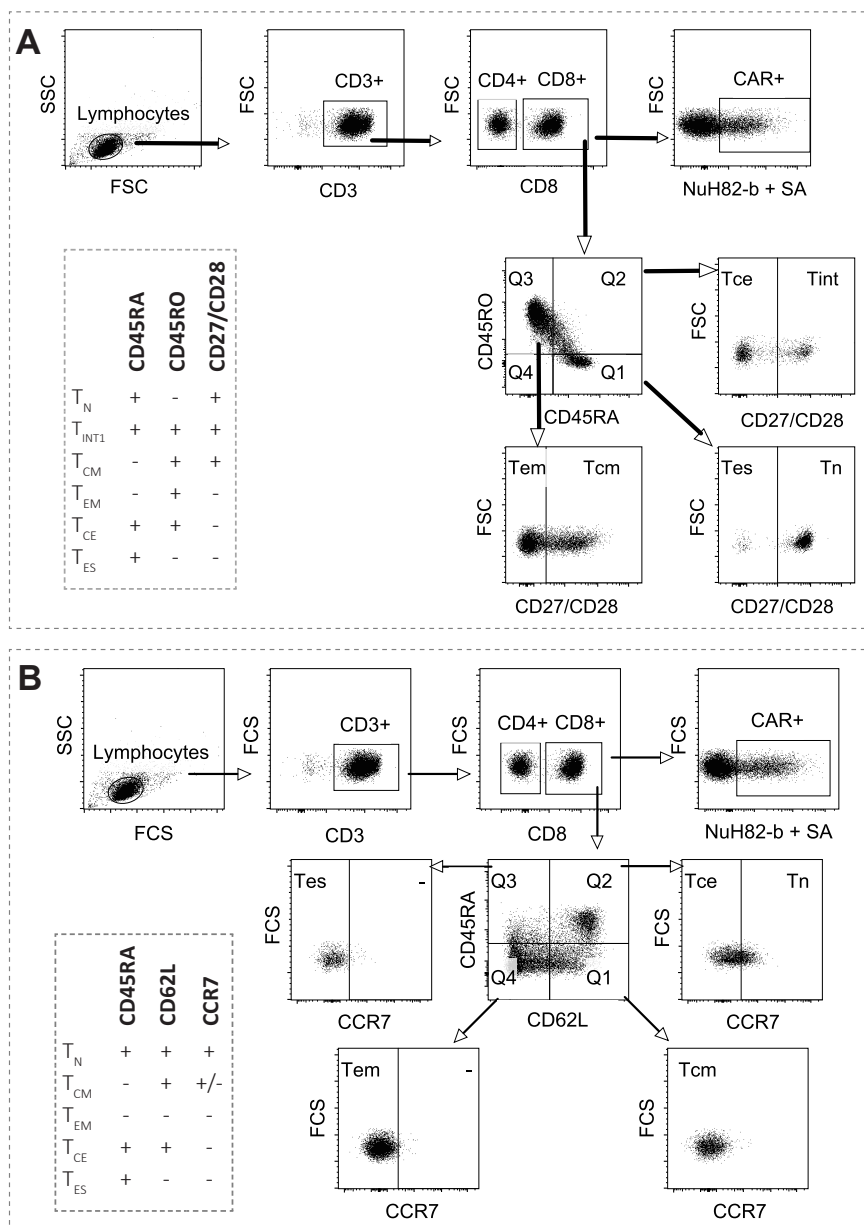 A
SSC
Lymphocytes
FSC
FSC
CD3+
CD3
FSC
CD4+ CD8+
CD8
FSC
CAR+
NuH82-b + SA
CD45RO
Q3 Q2
Q4 Q1
CD45RA
FSC
Tce Tint
CD27/CD28
FSC
Tem Tcm
CD27/CD28
FSC
Tes Tn
CD27/CD28
CD45RA CD45RO CD27/CD28
TN + - +
TINT1 + + +
TCM - + +
TEM - + -
TCE + + -
TES + - -
B
SSC
Lymphocytes
FCS
FCS
CD3+
CD3
FCS
CD4+ CD8+
CD8
FCS
CAR+
NuH82-b + SA
FCS
Tes -
CCR7
CD45RA
Q3 Q2
Q4 Q1
CD62L
FCS
Tce Tn
CCR7
FCS
Tem -
CCR7
FCS
Tcm
CCR7
CD45RA CD62L CCR7
TN + + +
TCM - + +/-
TEM - - -
TCE + + -
TES + - -